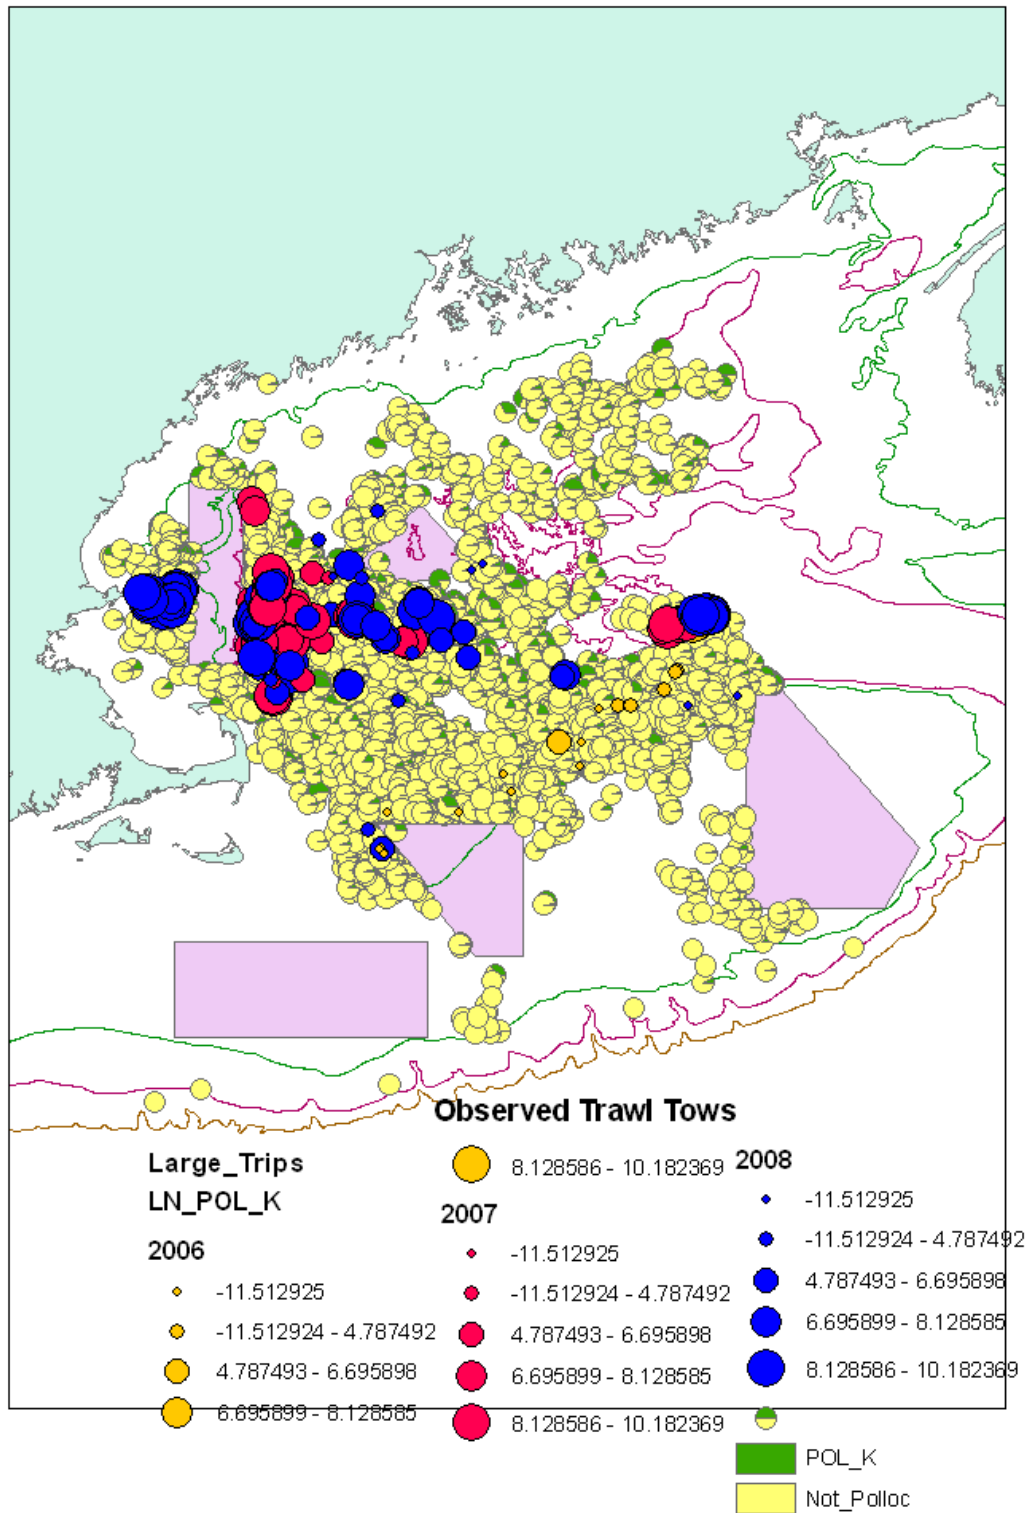 Observed Trawl Tows
Large_Trips
LN_POL_K
2006
-11.512925
-11.512924 - 4.787492
4.787493 - 6.695898
6.695899 - 8.128585
8.128586 - 10.182369
2007
-11.512925
-11.512924 - 4.787492
4.787493 - 6.695898
6.695899 - 8.128585
8.128586 - 10.182369
2008
-11.512925
-11.512924 - 4.787492
4.787493 - 6.695898
6.695899 - 8.128585
8.128586 - 10.182369
POL_K
Not_Polloc